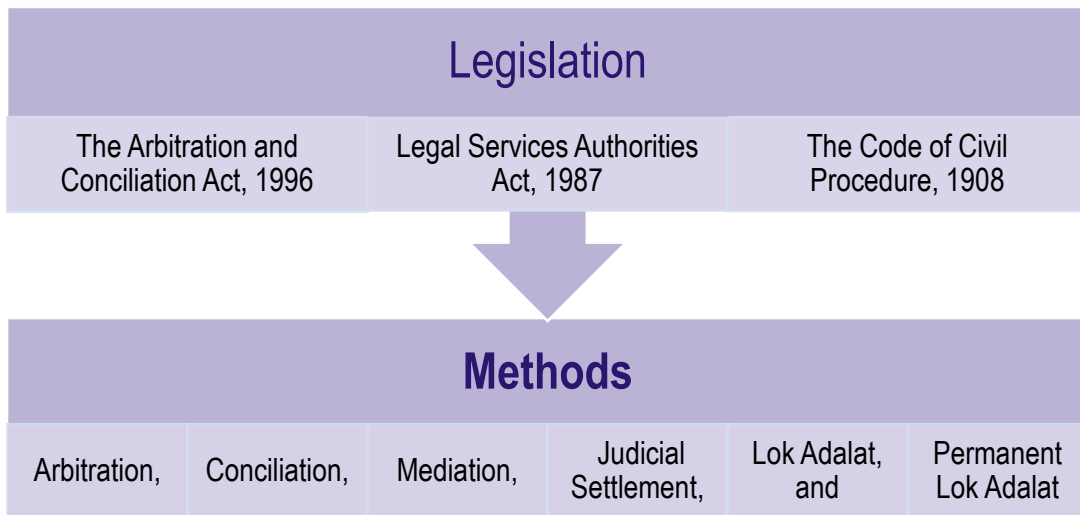 Legislation
The Arbitration and
Conciliation Act, 1996
Legal Services Authorities
Act, 1987
The Code of Civil
Procedure, 1908
Methods
Arbitration,
Conciliation,
Mediation,
Judicial
Settlement,
Lok Adalat,
and
Permanent
Lok Adalat